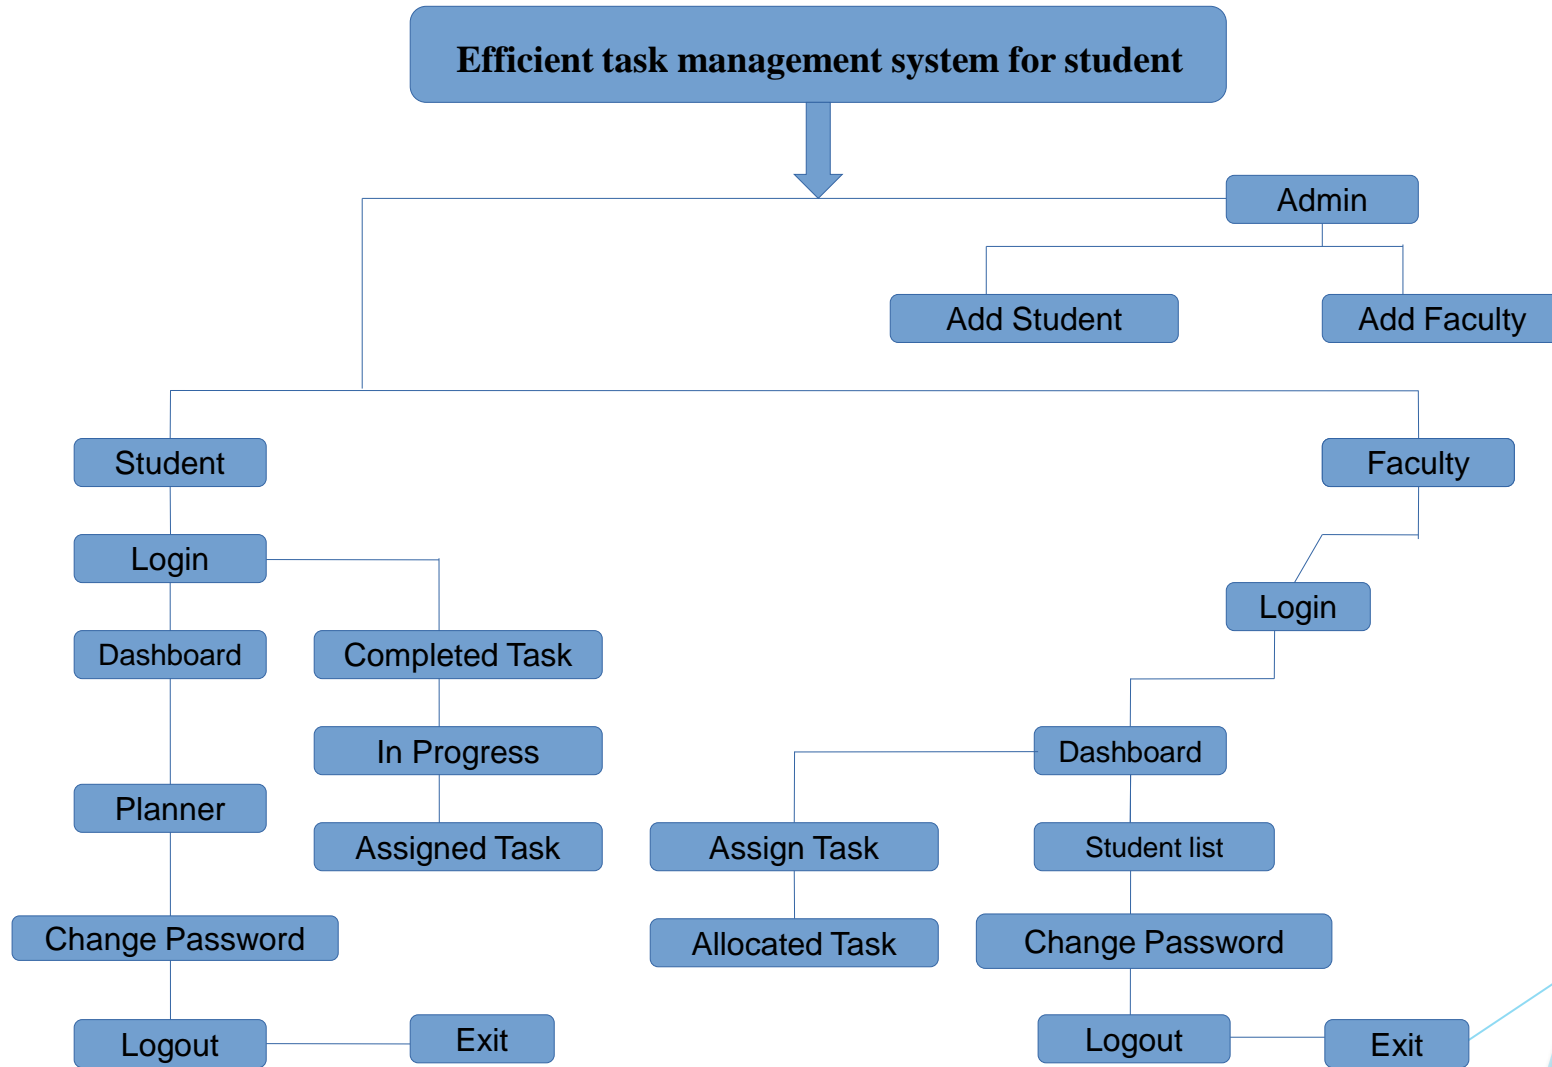 Efficient task management system for student
Admin
Add Student
Add Faculty
Student
Faculty
Login
Login
Dashboard
Completed Task
In Progress
Dashboard
Planner
Assigned Task
Assign Task
Student list
Change Password
Allocated Task
Change Password
Logout
Exit
Logout
Exit